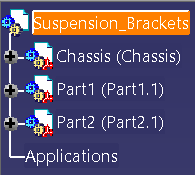 Suspension_Brackets
Chassis (Chassis)
Part1 (Part1.1)
Part2 (Part2.1)
Applications